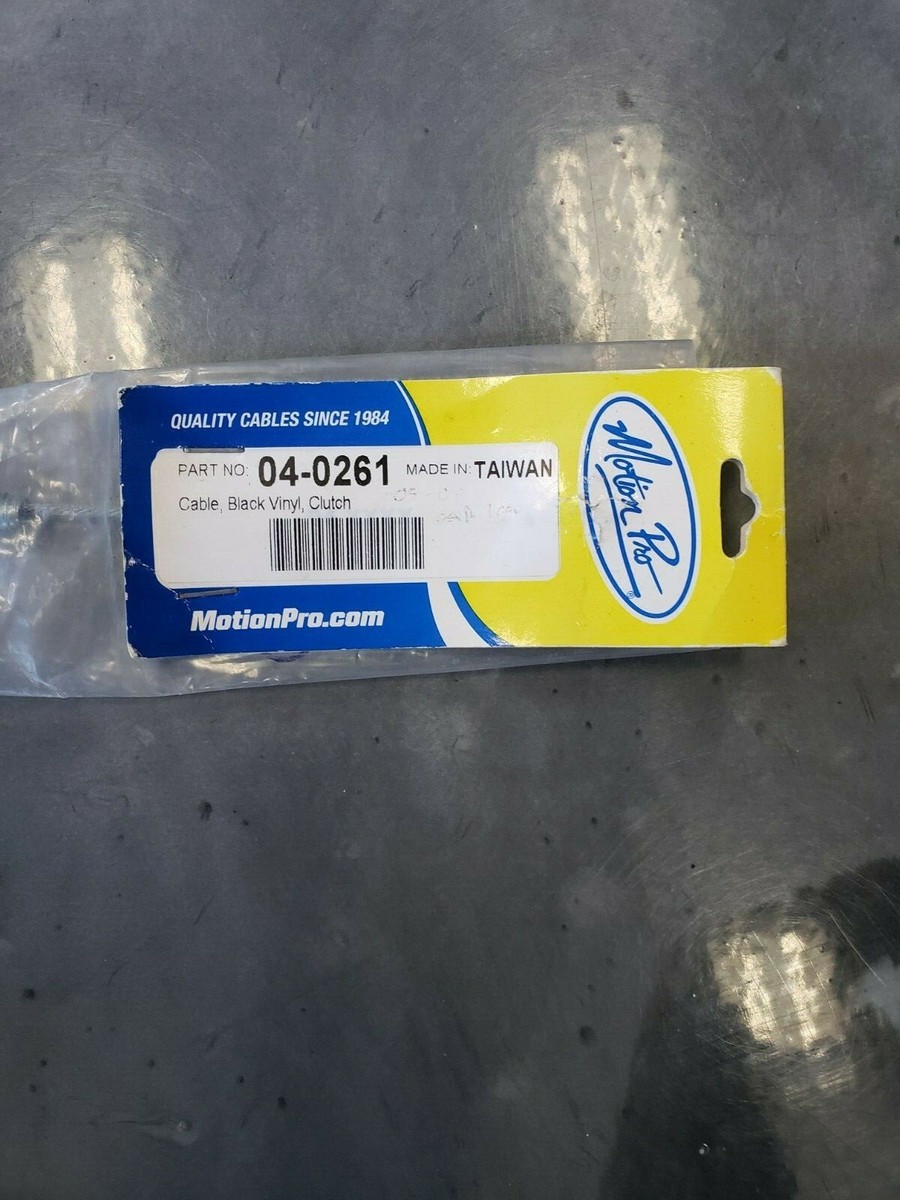 QUALITY CABLES SINCE 1984
PART NO: 04-0261 MADE IN: TAIWAN
Cable, Black Vinyl, Clutch
MotionPro.com
Motion Pro
®